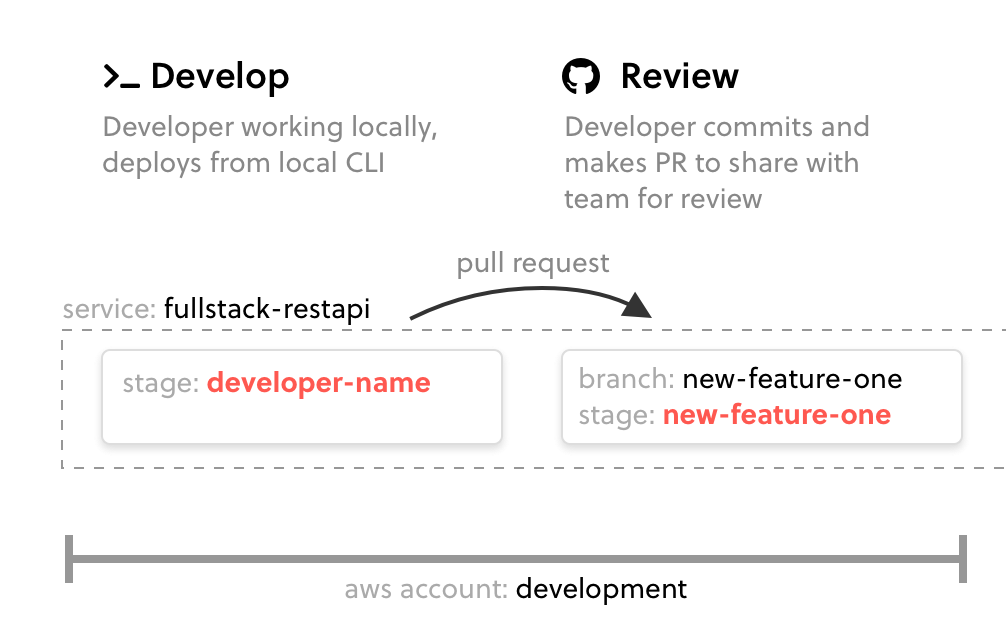 >_ Develop
Developer working locally,
deploys from local CLI
Review
Developer commits and
makes PR to share with
team for review
pull request
service: fullstack-restapi
stage: developer-name
branch: new-feature-one
stage: new-feature-one
aws account: development